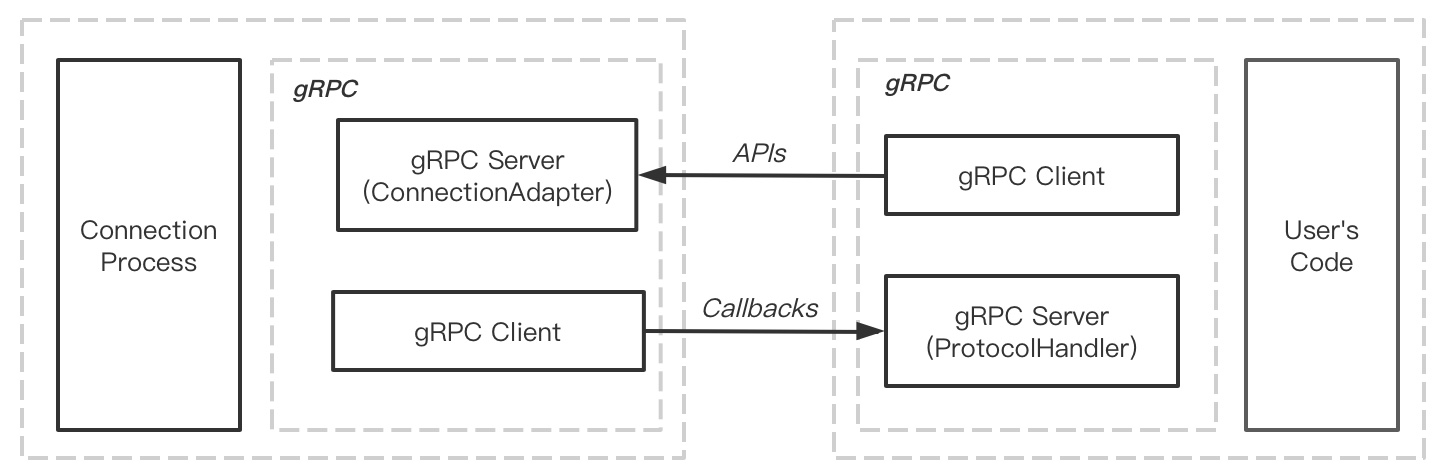 gRPC
gRPC Server
(ConnectionAdapter)
Connection
Process
gRPC Client
APIs
Callbacks
gRPC
gRPC Client
gRPC Server
(ProtocolHandler)
User's
Code